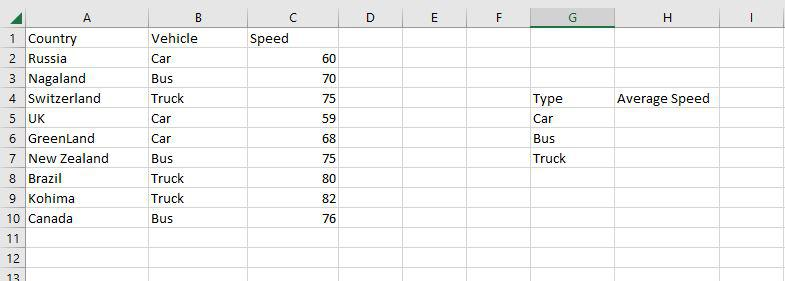 A B C D E F G H I
1 Country Vehicle Speed
2 Russia Car 60
3 Nagaland Bus 70
4 Switzerland Truck 75 Type Average Speed
5 UK Car 59 Car
6 GreenLand Car 68 Bus
7 New Zealand Bus 75 Truck
8 Brazil Truck 80
9 Kohima Truck 82
10 Canada Bus 76
11
12
13